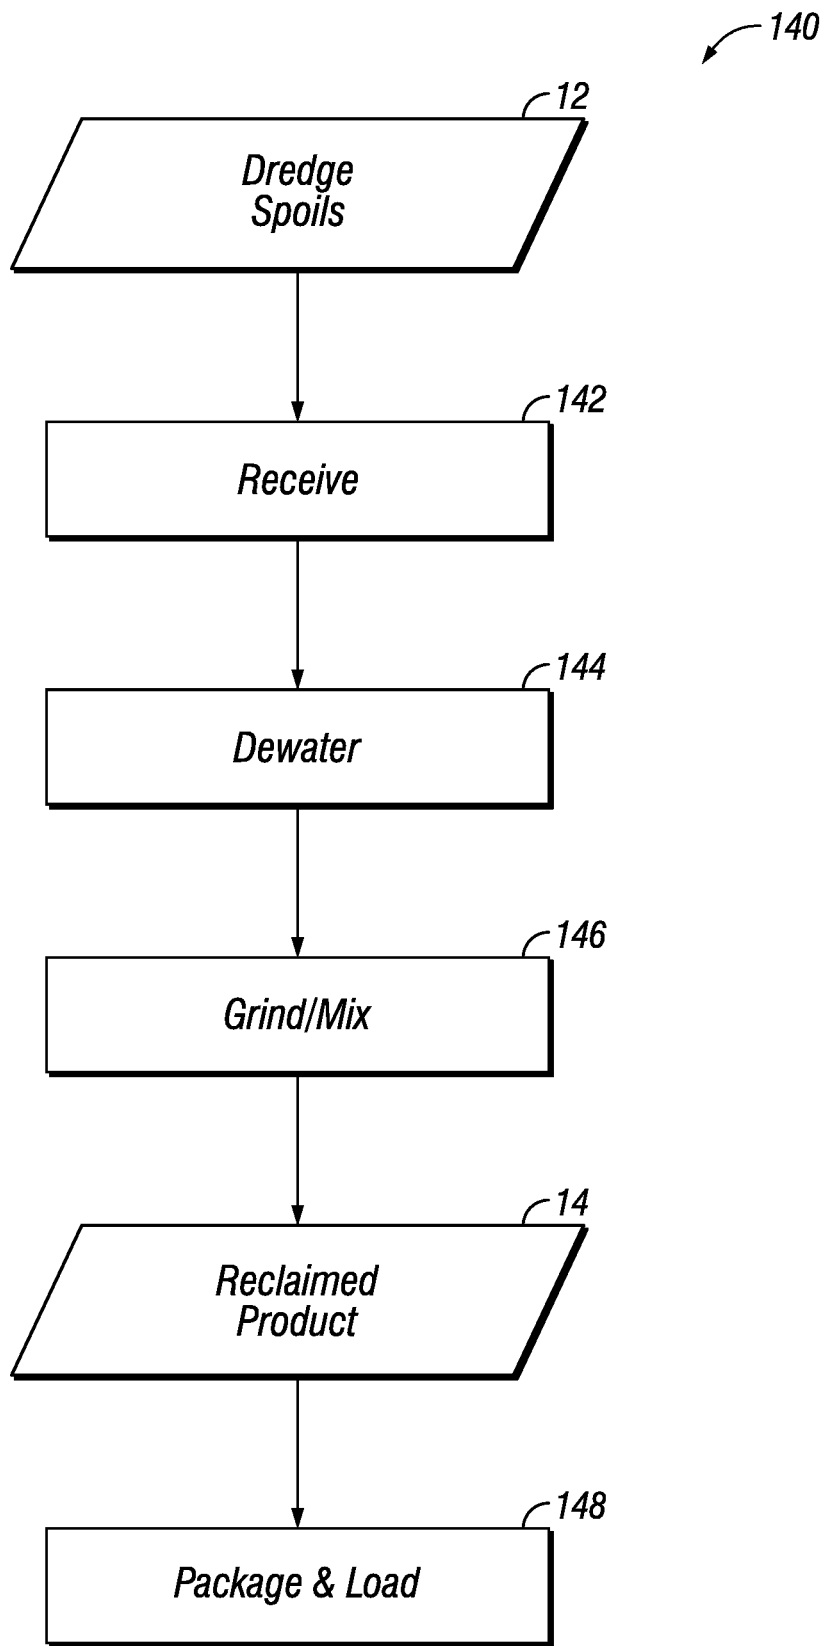 140
12
Dredge
Spoils
142
Receive
144
Dewater
146
Grind/Mix
14
Reclaimed
Product
148
Package & Load